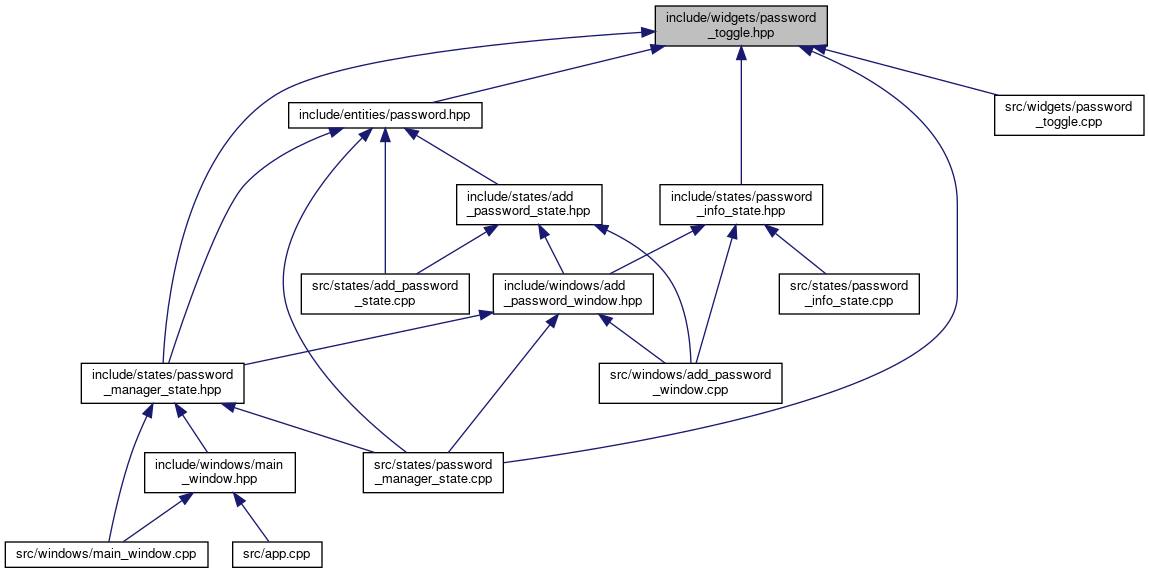 include/widgets/password
_toggle.hpp
include/entities/password.hpp
src/widgets/password
_toggle.cpp
include/states/add
_password_state.hpp
include/states/password
_info_state.hpp
src/states/add_password
_state.cpp
include/windows/add
_password_window.hpp
src/states/password
_info_state.cpp
include/states/password
_manager_state.hpp
src/windows/add_password
_window.cpp
include/windows/main
_window.hpp
src/states/password
_manager_state.cpp
src/windows/main_window.cpp
src/app.cpp